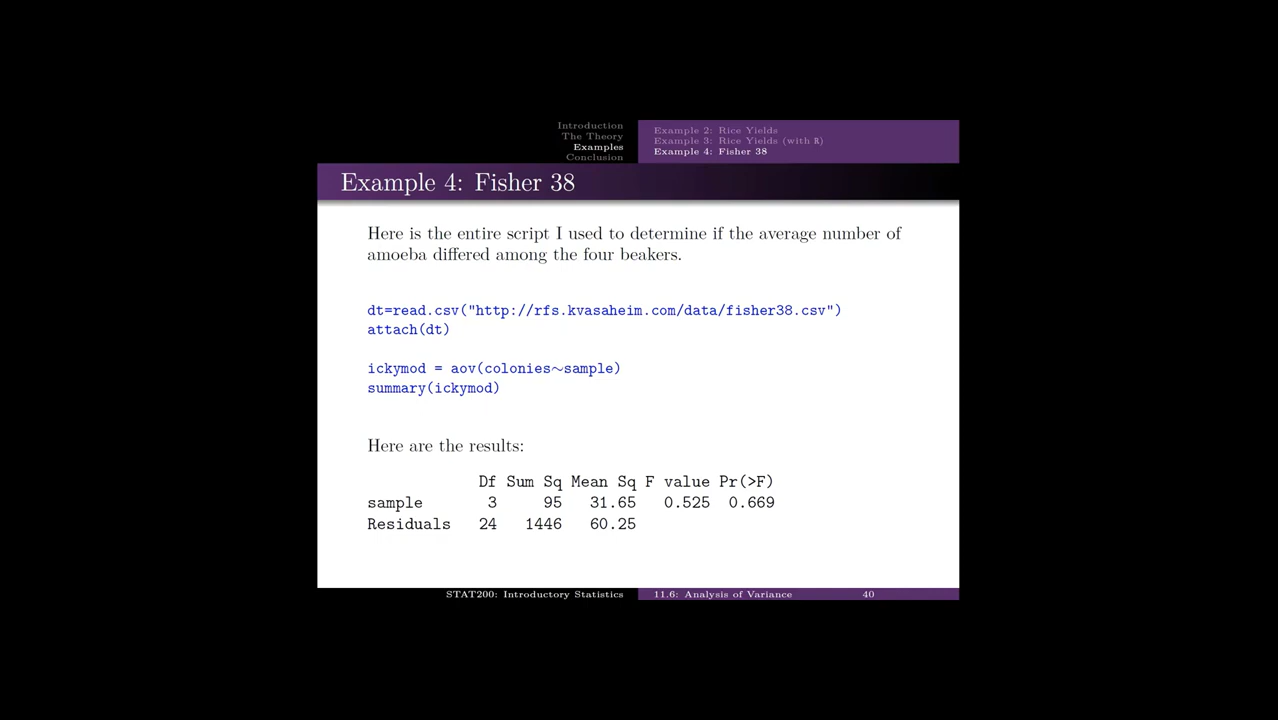 Introduction
The Theory
Examples
Conclusion
Example 2: Rice Yields
Example 3: Rice Yields (with R)
Example 4: Fisher 38
Example 4: Fisher 38
Here is the entire script I used to determine if the average number of
amoeba differed among the four beakers.
dt=read.csv("http://rfs.kvasaheim.com/data/fisher38.csv")
attach(dt)
ickymod = aov(colonies~sample)
summary(ickymod)
Here are the results:
Df Sum Sq Mean Sq F value Pr(>F)
sample 3 95 31.65 0.525 0.669
Residuals 24 1446 60.25
STAT200: Introductory Statistics 11.6: Analysis of Variance 40